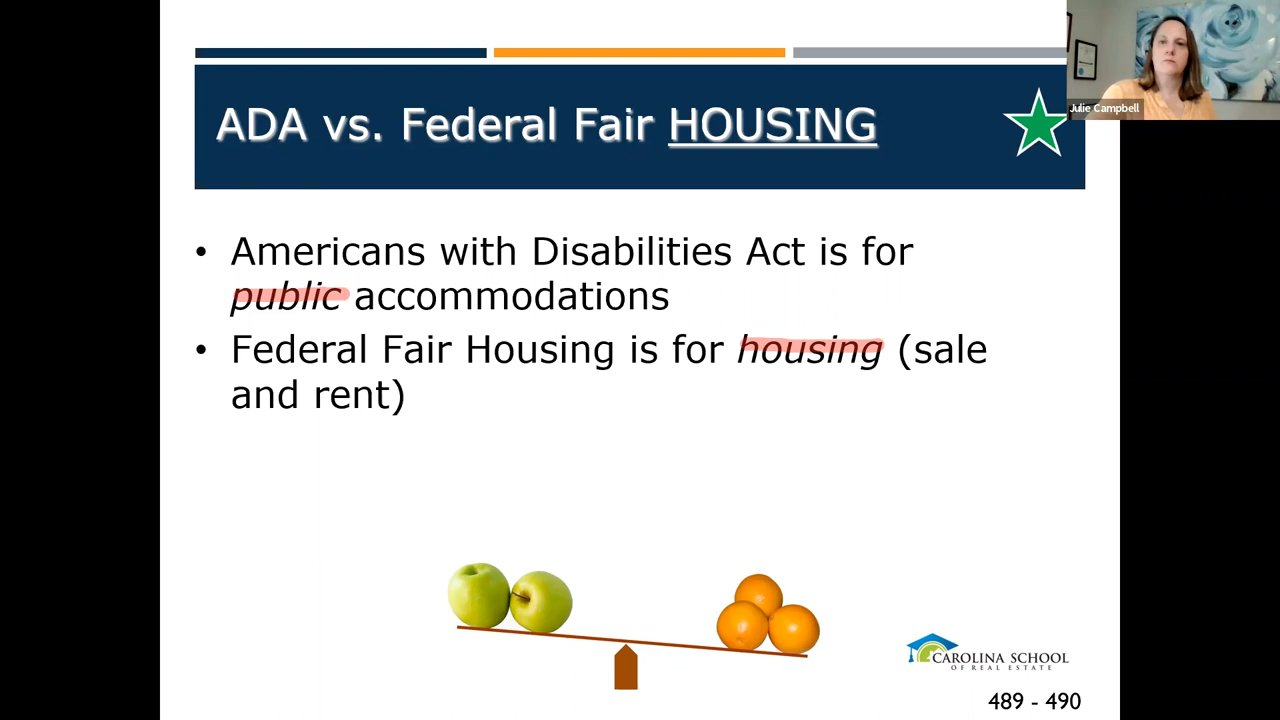 ADA vs. Federal Fair HOUSING
Julie Campbell
• Americans with Disabilities Act is for
public accommodations
• Federal Fair Housing is for housing (sale
and rent)
CAROLINA SCHOOL
OF REAL ESTATE
489 - 490